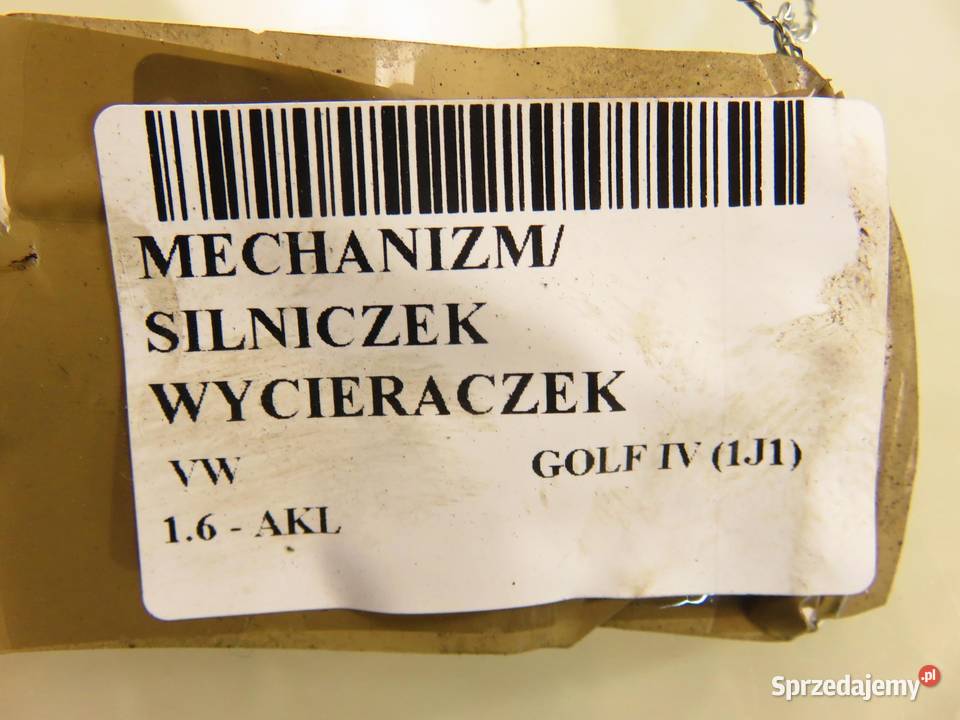 MECHANIZM/
SILNICZEK
WYCIERACZEK
VW GOLF IV (1J1)
1.6 - AKL
Sprzedajemy.pl